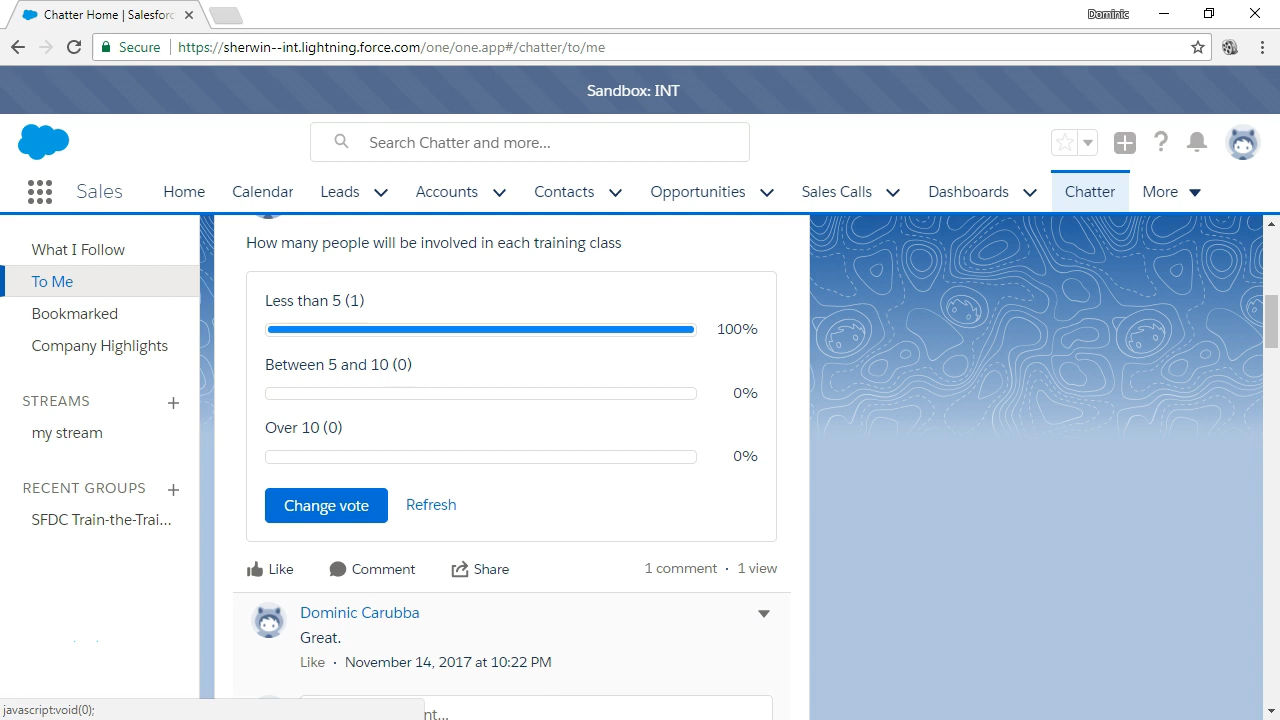 Chatter Home | Salesforc
Dominic
Secure
https://sherwin--int.lightning.force.com/one/one.app#/chatter/to/me
Sandbox: INT
Search Chatter and more...
Sales
Home
Calendar
Leads
Accounts
Contacts
Opportunities
Sales Calls
Dashboards
Chatter
More
What I Follow
To Me
Bookmarked
Company Highlights
STREAMS
my stream
RECENT GROUPS
SFDC Train-the-Trai...
How many people will be involved in each training class
Less than 5 (1)
100%
Between 5 and 10 (0)
0%
Over 10 (0)
0%
Change vote
Refresh
Like
Comment
Share
1 comment · 1 view
Dominic Carubba
Great.
Like · November 14, 2017 at 10:22 PM
javascript:void(0);